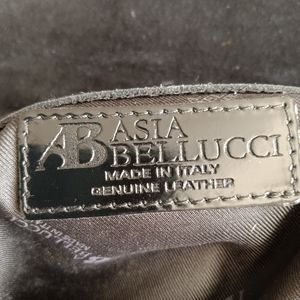 AB ASIA
BELLUCCI
MADE IN ITALY
GENUINE LEATHER